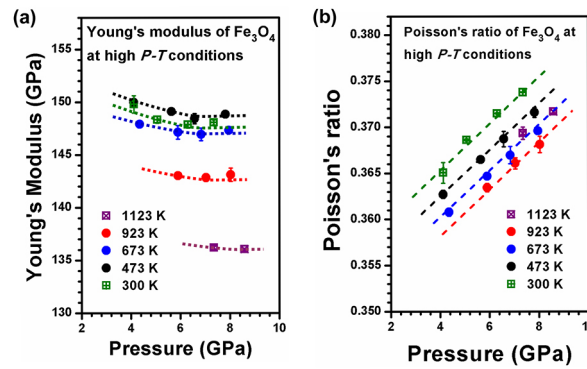 (a)
Young's modulus of Fe₃O₄
at high P-T conditions
Young's Modulus (GPa)
155
150
145
140
135
130
1123 K
923 K
673 K
473 K
300 K
2 4 6 8 10
Pressure (GPa)
(b)
Poisson's ratio of Fe₃O₄ at
high P-T conditions
Poisson's ratio
0.380
0.375
0.370
0.365
0.360
0.355
0.350
1123 K
923 K
673 K
473 K
300 K
2 4 6 8 1
Pressure (GPa)